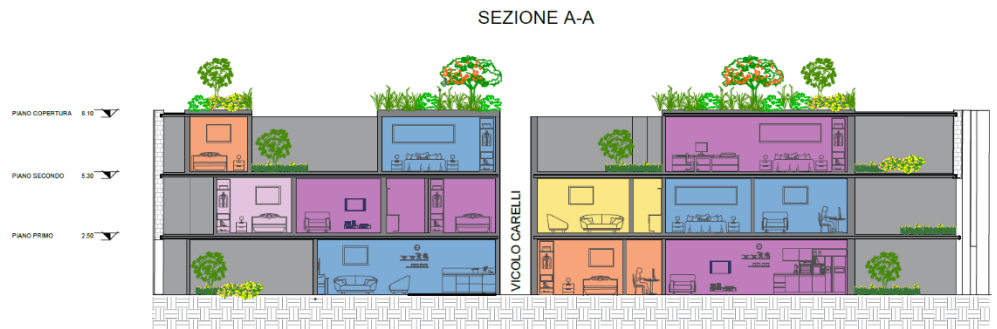 SEZIONE A-A
PIANO COPERTURA 8.10
PIANO SECONDO 5.30
PIANO PRIMO 2.50
VICOLO CARELLI